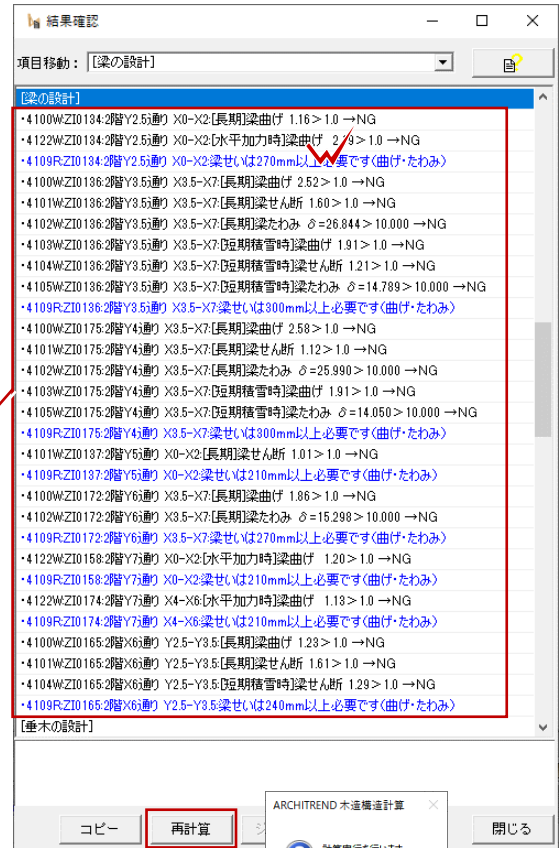 結果確認
項目移動： [梁の設計]
[梁の設計]
・4100W:ZI0134:2階Y2.5通り X0-X2:[長期]梁曲げ 1.16＞1.0 →NG
・4122W:ZI0134:2階Y2.5通り X0-X2:[水平加力時]梁曲げ ＞1.0 →NG
・4109R:ZI0134:2階Y2.5通り X0-X2:梁せいは270mm以上必要です(曲げ・たわみ)
・4100W:ZI0136:2階Y3.5通り X3.5-X7:[長期]梁曲げ 2.52＞1.0 →NG
・4101W:ZI0136:2階Y3.5通り X3.5-X7:[長期]梁せん断 1.60＞1.0 →NG
・4102W:ZI0136:2階Y3.5通り X3.5-X7:[長期]梁たわみ δ=26.844＞10.000 →NG
・4103W:ZI0136:2階Y3.5通り X3.5-X7:[短期積雪時]梁曲げ 1.91＞1.0 →NG
・4104W:ZI0136:2階Y3.5通り X3.5-X7:[短期積雪時]梁せん断 1.21＞1.0 →NG
・4105W:ZI0136:2階Y3.5通り X3.5-X7:[短期積雪時]梁たわみ δ=14.789＞10.000 →NG
・4109R:ZI0136:2階Y3.5通り X3.5-X7:梁せいは300mm以上必要です(曲げ・たわみ)
・4100W:ZI0175:2階Y4通り X3.5-X7:[長期]梁曲げ 2.58＞1.0 →NG
・4101W:ZI0175:2階Y4通り X3.5-X7:[長期]梁せん断 1.12＞1.0 →NG
・4102W:ZI0175:2階Y4通り X3.5-X7:[長期]梁たわみ δ=25.990＞10.000 →NG
・4103W:ZI0175:2階Y4通り X3.5-X7:[短期積雪時]梁曲げ 1.91＞1.0 →NG
・4105W:ZI0175:2階Y4通り X3.5-X7:[短期積雪時]梁たわみ δ=14.050＞10.000 →NG
・4109R:ZI0175:2階Y4通り X3.5-X7:梁せいは300mm以上必要です(曲げ・たわみ)
・4101W:ZI0137:2階Y5通り X0-X2:[長期]梁せん断 1.01＞1.0 →NG
・4109R:ZI0137:2階Y5通り X0-X2:梁せいは210mm以上必要です(曲げ・たわみ)
・4100W:ZI0172:2階Y6通り X3.5-X7:[長期]梁曲げ 1.86＞1.0 →NG
・4102W:ZI0172:2階Y6通り X3.5-X7:[長期]梁たわみ δ=15.298＞10.000 →NG
・4109R:ZI0172:2階Y6通り X3.5-X7:梁せいは270mm以上必要です(曲げ・たわみ)
・4122W:ZI0158:2階Y7通り X0-X2:[水平加力時]梁曲げ 1.20＞1.0 →NG
・4109R:ZI0158:2階Y7通り X0-X2:梁せいは210mm以上必要です(曲げ・たわみ)
・4122W:ZI0174:2階Y7通り X4-X6:[水平加力時]梁曲げ 1.13＞1.0 →NG
・4109R:ZI0174:2階Y7通り X4-X6:梁せいは210mm以上必要です(曲げ・たわみ)
・4100W:ZI0165:2階X6通り Y2.5-Y3.5:[長期]梁曲げ 1.23＞1.0 →NG
・4101W:ZI0165:2階X6通り Y2.5-Y3.5:[長期]梁せん断 1.61＞1.0 →NG
・4104W:ZI0165:2階X6通り Y2.5-Y3.5:[短期積雪時]梁せん断 1.29＞1.0 →NG
・4109R:ZI0165:2階X6通り Y2.5-Y3.5:梁せいは240mm以上必要です(曲げ・たわみ)
[垂木の設計]
ARCHITREND 木造構造計算
コピー 再計算 閉じる